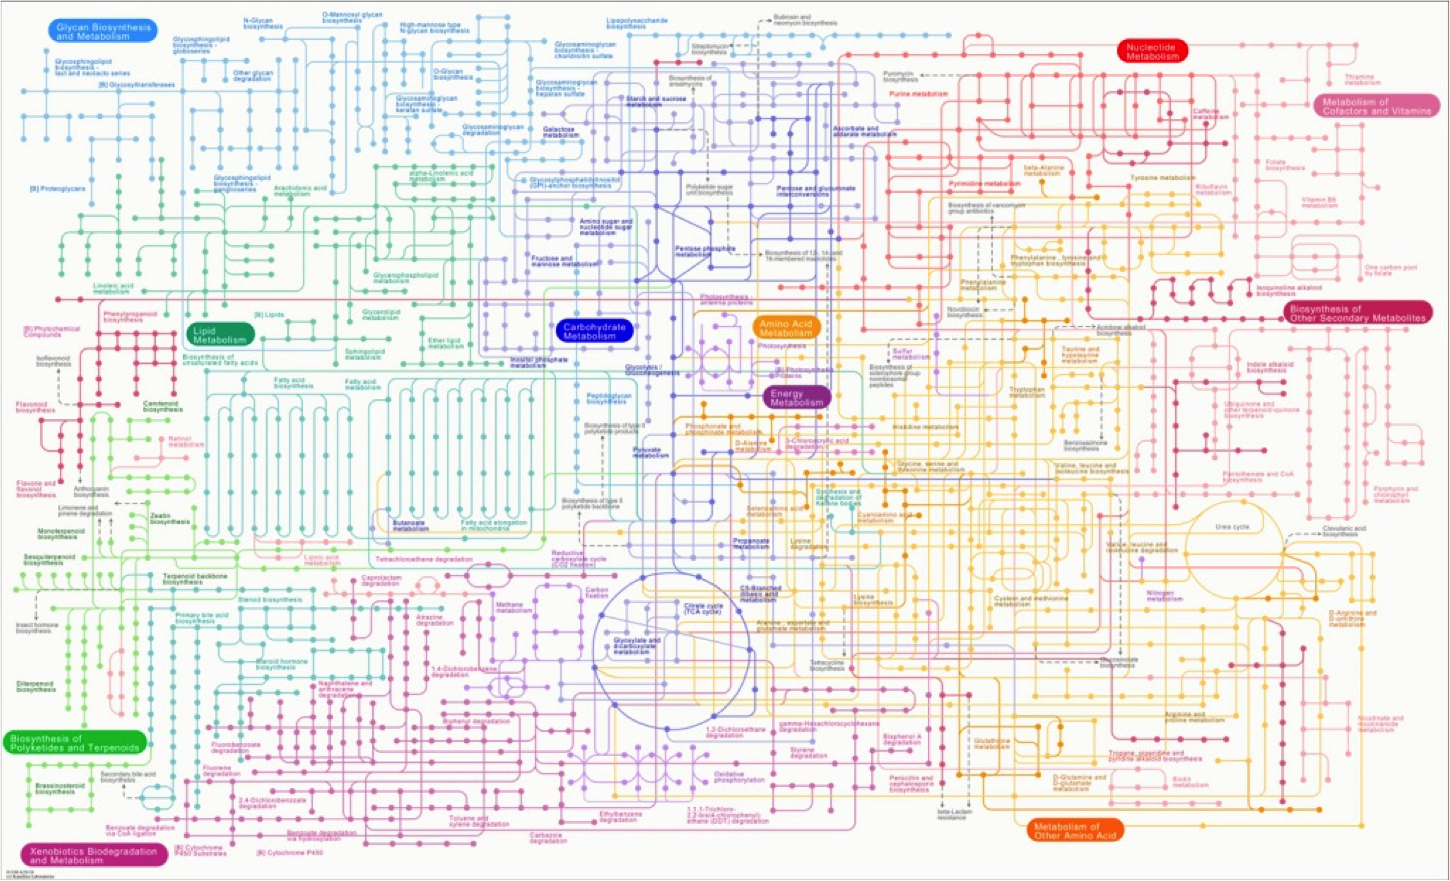 Glycan Biosynthesis
and Metabolism
N-Glycan
biosynthesis
O-Mannosyl glycan
biosynthesis
High-mannose type
N-glycan biosynthesis
Lipopolysaccharide
biosynthesis
Butirosin and
neomycin biosynthesis
Streptomycin
biosynthesis
Nucleotide
Metabolism
Glycosphingolipid
biosynthesis -
globoseries
Glycosaminoglycan
biosynthesis -
chondroitin sulfate
Glycosphingolipid
biosynthesis -
lact and neolacto series
Other glycan
degradation
O-Glycan
biosynthesis
[B] Glycosyltransferases
Glycosaminoglycan
biosynthesis -
heparan sulfate
Biosynthesis of
ansamycins
Puromycin
biosynthesis
Purine metabolism
Thiamine
metabolism
Metabolism of
Cofactors and Vitamins
Glycosaminoglycan
biosynthesis -
keratan sulfate
Starch and sucrose
metabolism
Caffeine
metabolism
Glycosaminoglycan
degradation
Galactose
metabolism
Ascorbate and
aldarate metabolism
[B] Proteoglycans
Glycosphingolipid
biosynthesis -
ganglioseries
Arachidonic acid
metabolism
alpha-Linolenic acid
metabolism
Glycosylphosphatidylinositol
(GPI)-anchor biosynthesis
Polyketide sugar
unit biosynthesis
Pentose and glucuronate
interconversions
Pyrimidine metabolism
beta-Alanine
metabolism
Tyrosine metabolism
Riboflavin
metabolism
Folate
biosynthesis
Vitamin B6
metabolism
Biosynthesis of vancomycin
group antibiotics
Amino sugar and
nucleotide sugar
metabolism
Pentose phosphate
metabolism
Biosynthesis of 12-, 14- and
16-membered macrolides
Fructose and
mannose metabolism
Phenylalanine, tyrosine and
tryptophan biosynthesis
One carbon pool
by folate
Linoleic acid
metabolism
Glycerophospholipid
metabolism
Phenylalanine
metabolism
Isoquinoline alkaloid
biosynthesis
Photosynthesis -
antenna proteins
Novobiocin
biosynthesis
Biosynthesis of
Other Secondary Metabolites
Phenylpropanoid
biosynthesis
[B] Phytochemical
Compounds
[B] Lipids
Glycerolipid
metabolism
Lipid
Metabolism
Carbohydrate
Metabolism
Amino Acid
Metabolism
Ether lipid
metabolism
Acridone alkaloid
biosynthesis
Isoflavonoid
biosynthesis
Biosynthesis of
unsaturated fatty acids
Sphingolipid
metabolism
Inositol phosphate
metabolism
Photosynthesis
Sulfur
metabolism
Taurine and
hypotaurine
metabolism
Glycolysis /
Gluconeogenesis
[B] Photosynthesis
Proteins
Biosynthesis of
siderophore group
nonribosomal
peptides
Indole alkaloid
biosynthesis
Fatty acid
biosynthesis
Fatty acid
metabolism
Energy
Metabolism
Tryptophan
metabolism
Flavonoid
biosynthesis
Carotenoid
biosynthesis
Peptidoglycan
biosynthesis
Ubiquinone and
other terpenoid-quinone
biosynthesis
Retinol
metabolism
Biosynthesis of type II
polyketide products
Phosphonate and
phosphinate metabolism
Histidine metabolism
D-Alanine
metabolism
3-Chloroacrylic acid
degradation
Benzoxazinone
biosynthesis
Pyruvate
metabolism
Glycine, serine and
threonine metabolism
Valine, leucine and
isoleucine biosynthesis
Pantothenate and CoA
biosynthesis
Flavone and
flavonol biosynthesis
Anthocyanin
biosynthesis
Synthesis and
degradation of
Ketone bodies
Porphyrin and
chlorophyll
metabolism
Limonene and
pinene degradation
Zeatin
biosynthesis
Biosynthesis of type II
polyketide backbone
Selenoamino acid
metabolism
Cyanoamino acid
metabolism
Monoterpenoid
biosynthesis
Butanoate
metabolism
Fatty acid elongation
in mitochondria
Urea cycle
Clavulanic acid
biosynthesis
Propanoate
metabolism
Lysine
degradation
Valine, leucine and
isoleucine degradation
Sesquiterpenoid
biosynthesis
Lipoic acid
metabolism
Tetrachloroethene degradation
Reductive
carboxylate cycle
(CO2 fixation)
Terpenoid backbone
biosynthesis
Caprolactam
degradation
Carbon
fixation
C5-Branched
dibasic acid
metabolism
Nitrogen
metabolism
Steroid biosynthesis
Methane
metabolism
Citrate cycle
(TCA cycle)
Lysine
biosynthesis
Cystein and methionine
metabolism
Insect hormone
biosynthesis
Primary bile acid
biosynthesis
Atrazine
degradation
Alanine, aspartate and
glutamate metabolism
D-Arginine and
D-ornithine
metabolism
Glyoxylate and
dicarboxylate
metabolism
Steroid hormone
biosynthesis
1,4-Dichlorobenzene
degradation
Tetracycline
biosynthesis
Glucosinolate
biosynthesis
Diterpenoid
biosynthesis
Naphthalene and
anthracene
degradation
Biphenyl degradation
Arginine and
proline metabolism
Nicotinate and
nicotinamide
metabolism
Biosynthesis of
Polyketides and Terpenoids
Fluorobenzoate
degradation
1,2-Dichloroethane
degradation
gamma-Hexachlorocyclohexane
degradation
Bisphenol A
degradation
Glutathione
metabolism
Styrene
degradation
Tropane, piperidine and
pyridine alkaloid biosynthesis
Secondary bile acid
biosynthesis
Fluorene
degradation
Oxidative
phosphorylation
Penicillin and
cephalosporin
biosynthesis
D-Glutamine and
D-glutamate
metabolism
Biotin
metabolism
Brassinosteroid
biosynthesis
2,4-Dichlorobenzoate
degradation
Ethylbenzene
degradation
1,1,1-Trichloro-
2,2-bis(4-chlorophenyl)
ethane (DDT) degradation
beta-Lactam
resistance
Benzoate degradation
via CoA ligation
Benzoate degradation
via hydroxylation
Toluene and
xylene degradation
Carbazole
degradation
Metabolism of
Other Amino Acid
Xenobiotics Biodegradation
and Metabolism
[B] Cytochrome
P450 Substrates
[B] Cytochrome P450